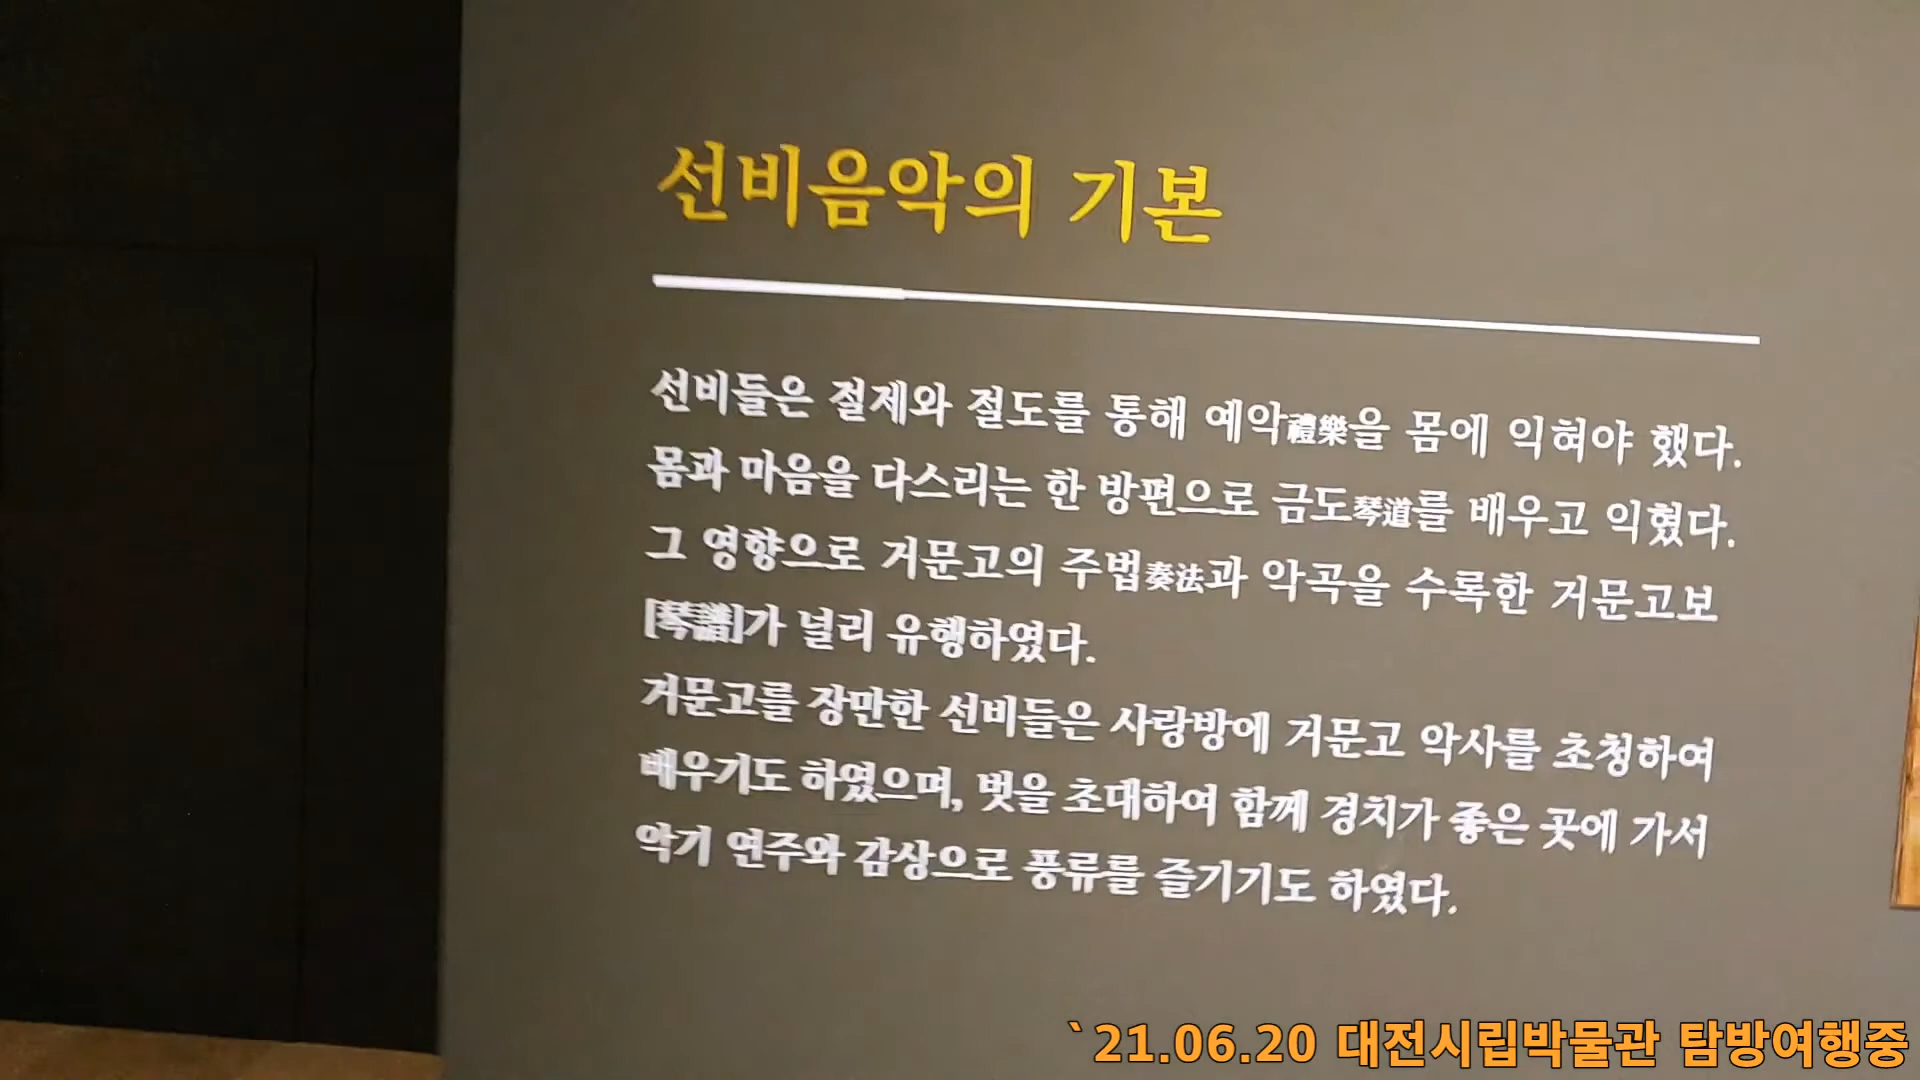 선비음악의 기본
선비들은 절제와 절도를 통해 예악禮樂을 몸에 익혀야 했다.
몸과 마음을 다스리는 한 방편으로 금도琴道를 배우고 익혔다.
그 영향으로 거문고의 주법奏法과 악곡을 수록한 거문고보
[琴譜]가 널리 유행하였다.
거문고를 장만한 선비들은 사랑방에 거문고 악사를 초청하여
배우기도 하였으며, 벗을 초대하여 함께 경치가 좋은 곳에 가서
악기 연주와 감상으로 풍류를 즐기기도 하였다.
`21.06.20 대전시립박물관 탐방여행중